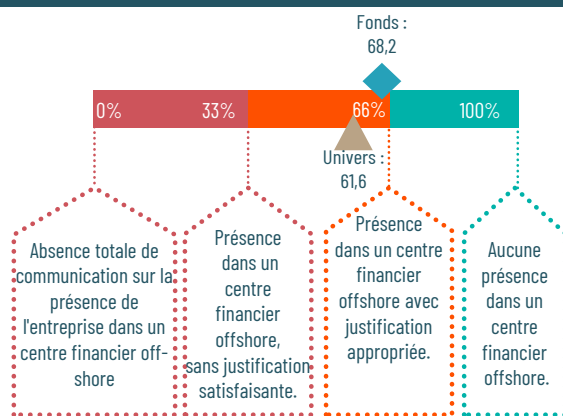 Fonds :
68,2
0%
33%
66%
100%
Univers :
61,6
Absence totale de
communication sur la
présence de
l'entreprise dans un
centre financier off-
shore
Présence
dans un
centre
financier
offshore,
sans justification
satisfaisante.
Présence
dans un centre
financier
offshore avec
justification
appropriée.
Aucune
présence
dans un
centre
financier
offshore.